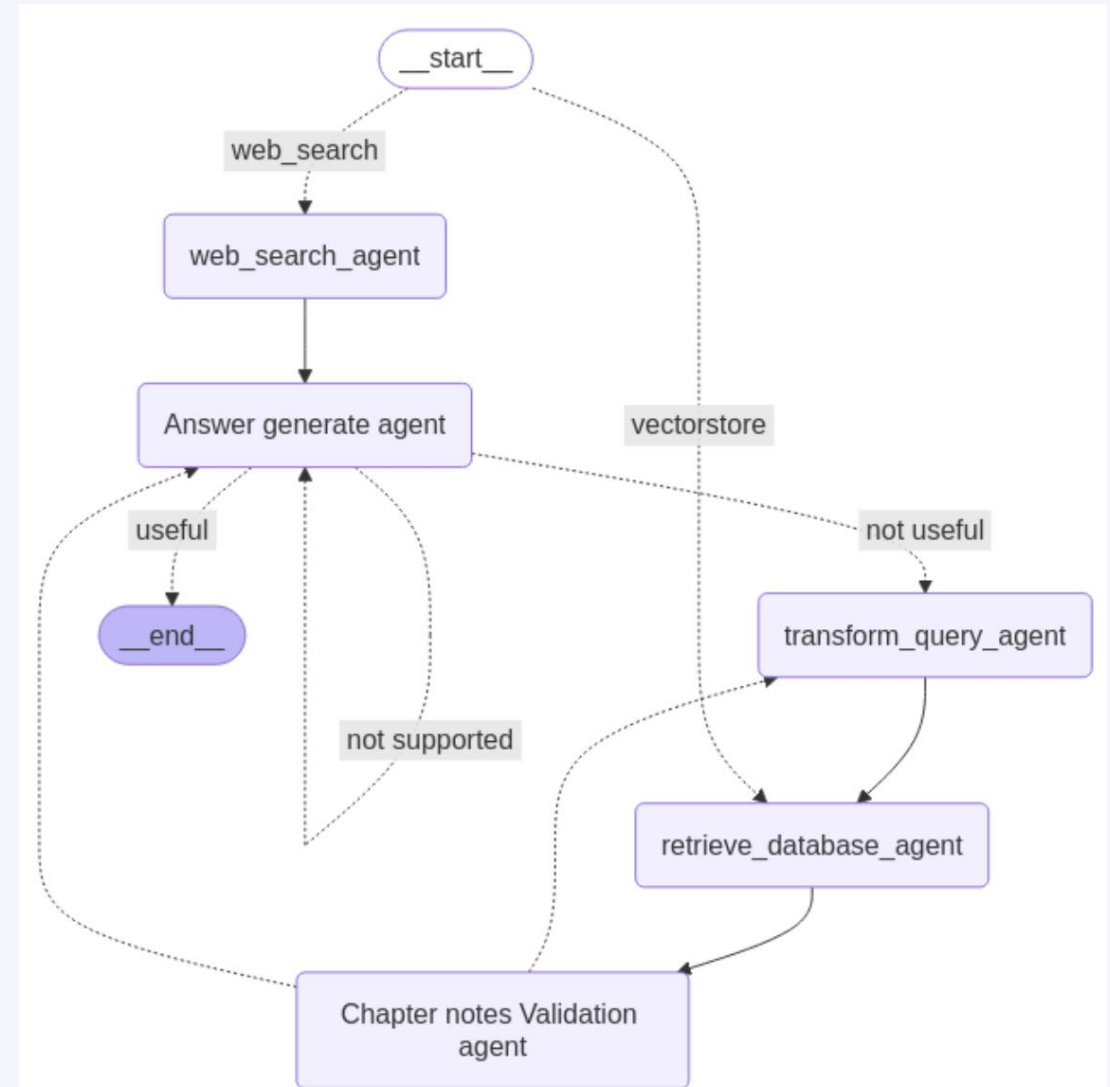 __start__
web_search
web_search_agent
Answer generate agent
vectorstore
useful
not useful
__end__
transform_query_agent
not supported
retrieve_database_agent
Chapter notes Validation
agent